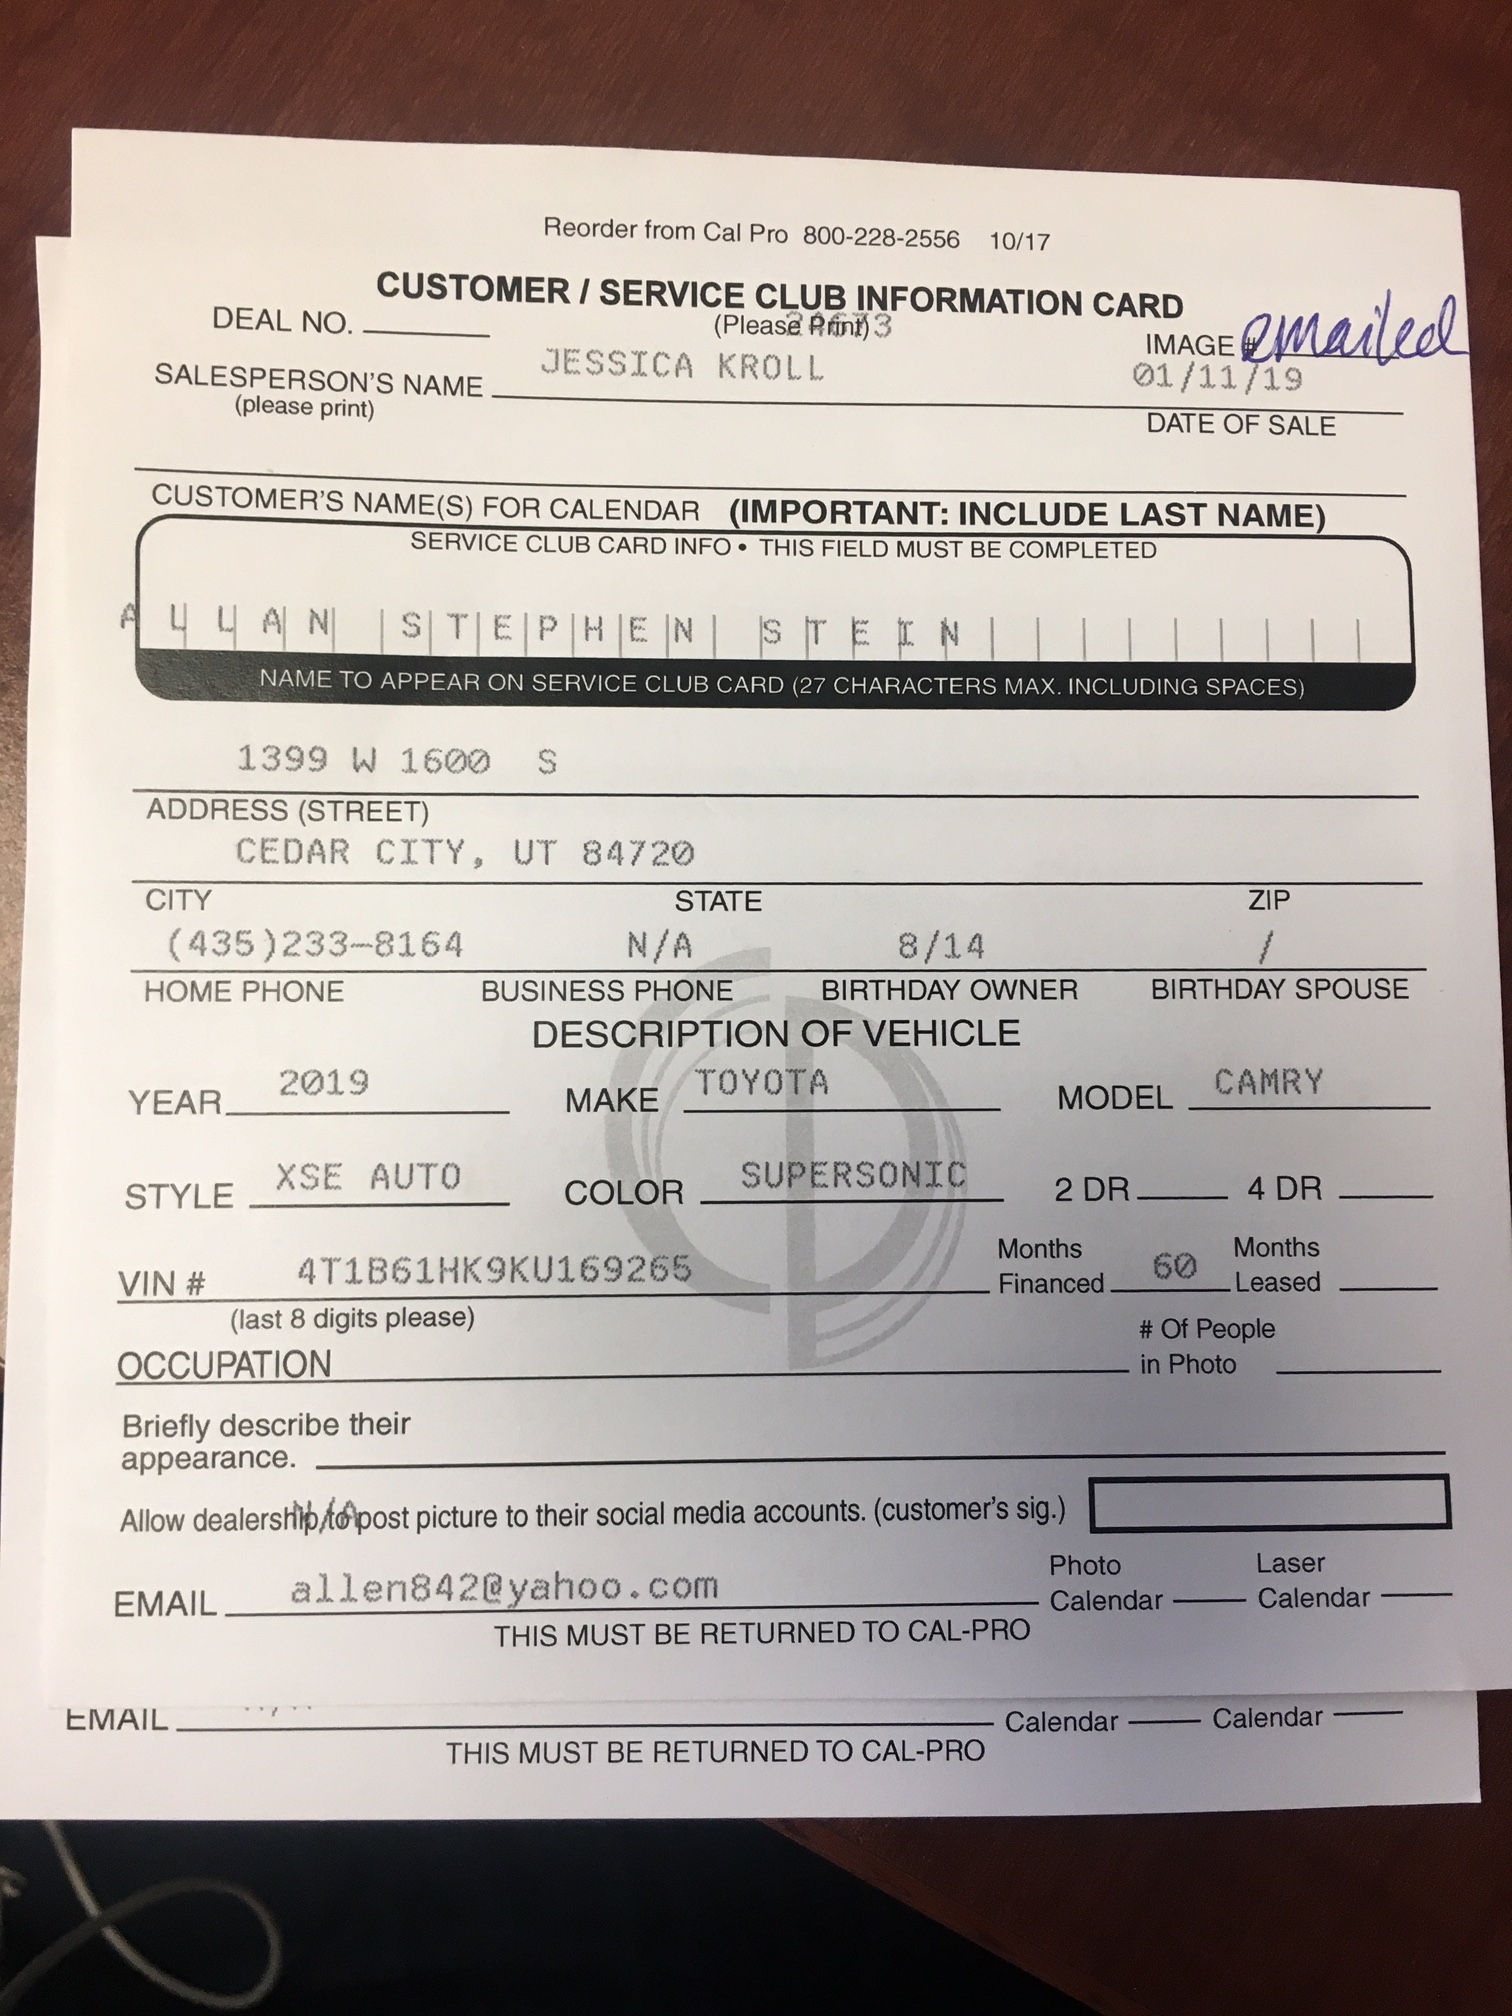 Reorder from Cal Pro 800-228-2556 10/17
CUSTOMER / SERVICE CLUB INFORMATION CARD
DEAL NO. (Please Print) 24673
IMAGE # emailed
SALESPERSON'S NAME JESSICA KROLL 01/11/19
(please print) DATE OF SALE
CUSTOMER'S NAME(S) FOR CALENDAR (IMPORTANT: INCLUDE LAST NAME)
SERVICE CLUB CARD INFO • THIS FIELD MUST BE COMPLETED
ALLAN STEPHEN STEIN
NAME TO APPEAR ON SERVICE CLUB CARD (27 CHARACTERS MAX. INCLUDING SPACES)
1399 W 1600 S
ADDRESS (STREET)
CEDAR CITY, UT 84720
CITY STATE ZIP
(435)233-8164 N/A 8/14 /
HOME PHONE BUSINESS PHONE BIRTHDAY OWNER BIRTHDAY SPOUSE
DESCRIPTION OF VEHICLE
YEAR 2019 MAKE TOYOTA MODEL CAMRY
STYLE XSE AUTO COLOR SUPERSONIC 2 DR 4 DR
VIN # 4T1B61HK9KU169265 Months Financed 60 Months Leased
(last 8 digits please)
OCCUPATION # Of People in Photo
Briefly describe their
appearance.
Allow dealership to post picture to their social media accounts. (customer's sig.)
N/A
EMAIL allen842@yahoo.com Photo Calendar Laser Calendar
THIS MUST BE RETURNED TO CAL-PRO
EMAIL Calendar Calendar
THIS MUST BE RETURNED TO CAL-PRO